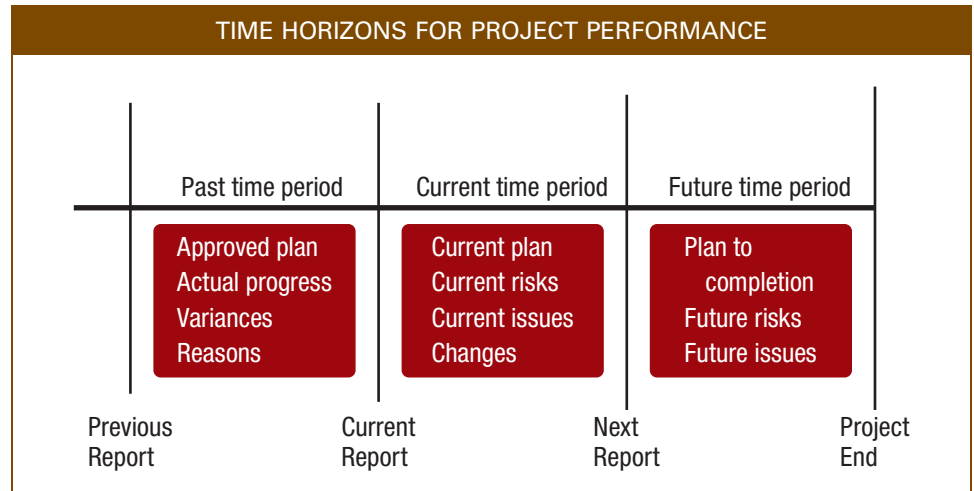 TIME HORIZONS FOR PROJECT PERFORMANCE
Past time period
Current time period
Future time period
Approved plan
Actual progress
Variances
Reasons
Current plan
Current risks
Current issues
Changes
Plan to
completion
Future risks
Future issues
Previous
Report
Current
Report
Next
Report
Project
End